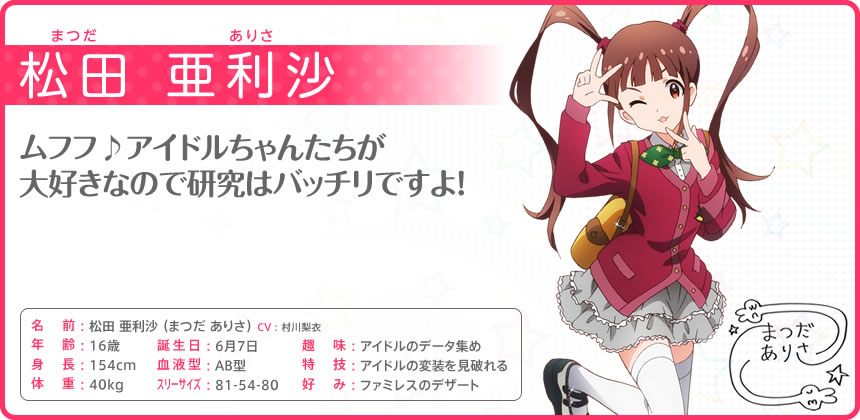 まつだ ありさ
松田 亜利沙
ムフフ♪アイドルちゃんたちが
大好きなので研究はバッチリですよ!
名 前：松田 亜利沙（まつだ ありさ） CV：村川梨衣
年 齢：16歳 誕生日：6月7日 趣 味：アイドルのデータ集め
身 長：154cm 血液型：AB型 特 技：アイドルの変装を見破れる
体 重：40kg スリーサイズ：81-54-80 好 み：ファミレスのデザート
まつだ
ありさ